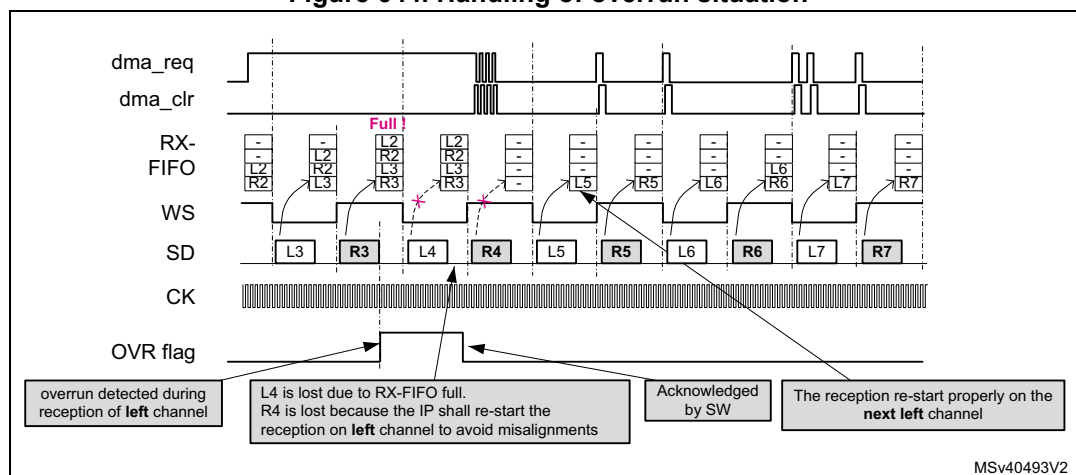 Figure 644. Handling of overrun situation
dma_req
dma_clr
Full !
RX-
FIFO
- - L2 L2 - - - - - - -
- L2 R2 R2 - - - - - - -
L2 R2 L3 L3 - - - - L6 - -
R2 L3 R3 R3 - L5 R5 L6 R6 L7 R7
WS
SD
L3 R3 L4 R4 L5 R5 L6 R6 L7 R7
CK
OVR flag
overrun detected during
reception of left channel
L4 is lost due to RX-FIFO full.
R4 is lost because the IP shall re-start the
reception on left channel to avoid misalignments
Acknowledged
by SW
The reception re-start properly on the
next left channel
MSv40493V2